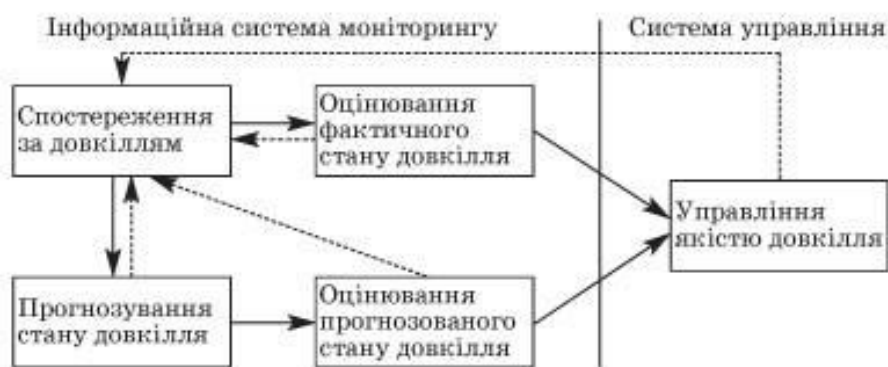 Інформаційна система моніторингу
Система управління
Спостереження
за довкіллям
Оцінювання
фактичного
стану довкілля
Управління
якістю довкілля
Прогнозування
стану довкілля
Оцінювання
прогнозованого
стану довкілля